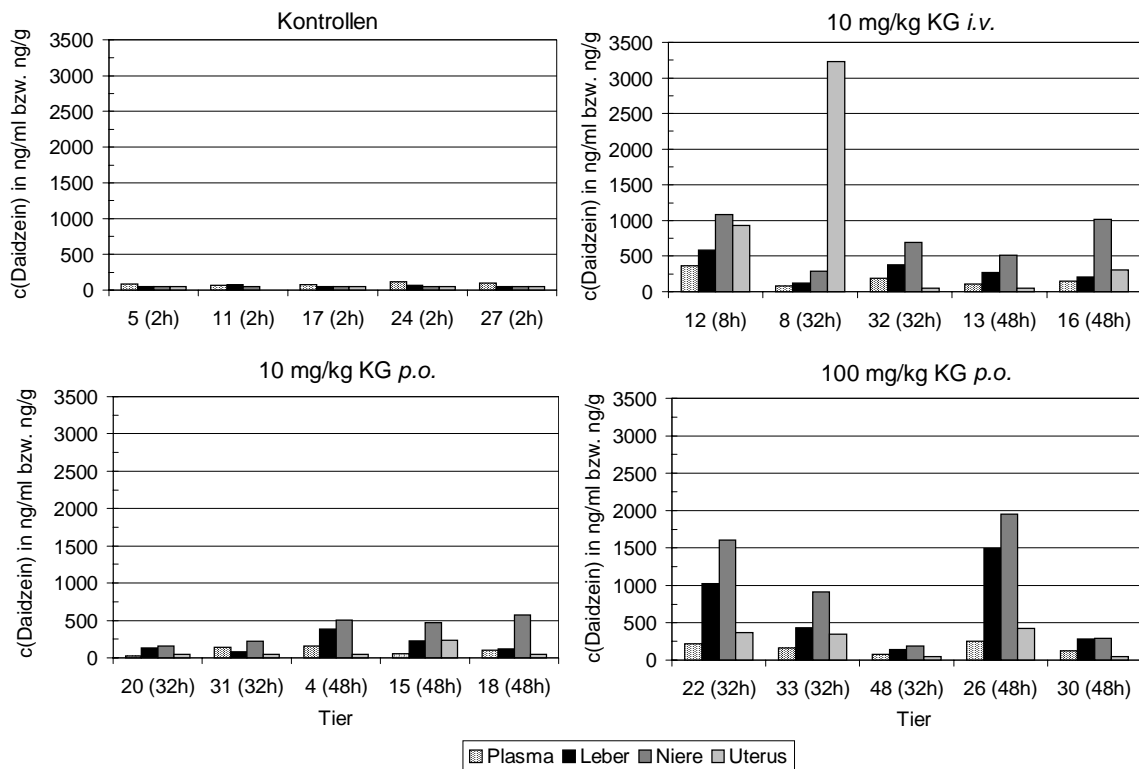 Kontrollen
c(Daidzein) in ng/ml bzw. ng/g
3500
3000
2500
2000
1500
1000
500
0
5 (2h) 11 (2h) 17 (2h) 24 (2h) 27 (2h)
10 mg/kg KG i.v.
c(Daidzein) in ng/ml bzw. ng/g
3500
3000
2500
2000
1500
1000
500
0
12 (8h) 8 (32h) 32 (32h) 13 (48h) 16 (48h)
10 mg/kg KG p.o.
c(Daidzein) in ng/ml bzw. ng/g
3500
3000
2500
2000
1500
1000
500
0
20 (32h) 31 (32h) 4 (48h) 15 (48h) 18 (48h)
Tier
100 mg/kg KG p.o.
c(Daidzein) in ng/ml bzw. ng/g
3500
3000
2500
2000
1500
1000
500
0
22 (32h) 33 (32h) 48 (32h) 26 (48h) 30 (48h)
Tier
Plasma Leber Niere Uterus